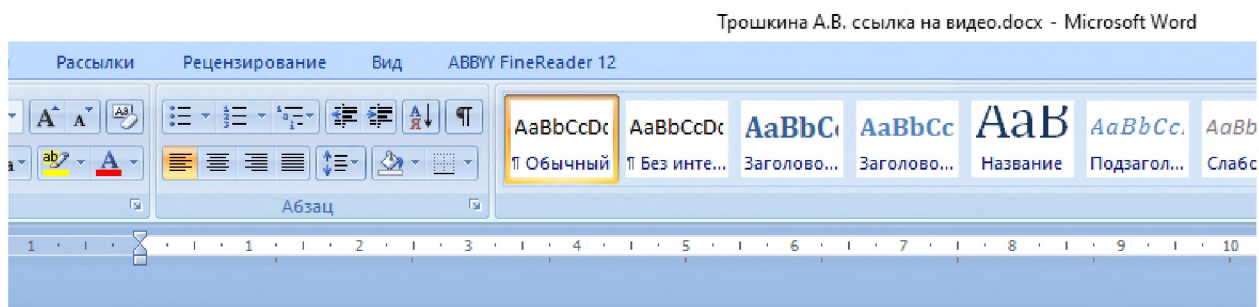 Трошкина А.В. ссылка на видео.docx - Microsoft Word
Рассылки Рецензирование Вид ABBYY FineReader 12
AaBbCcDc AaBbCcDc AaBbC AaBbCc АаВ AaBbCc. AaBb
¶ Обычный ¶ Без инте... Заголово... Заголово... Название Подзагол... Слабо
Абзац
1 1 2 3 4 5 6 7 8 9 10